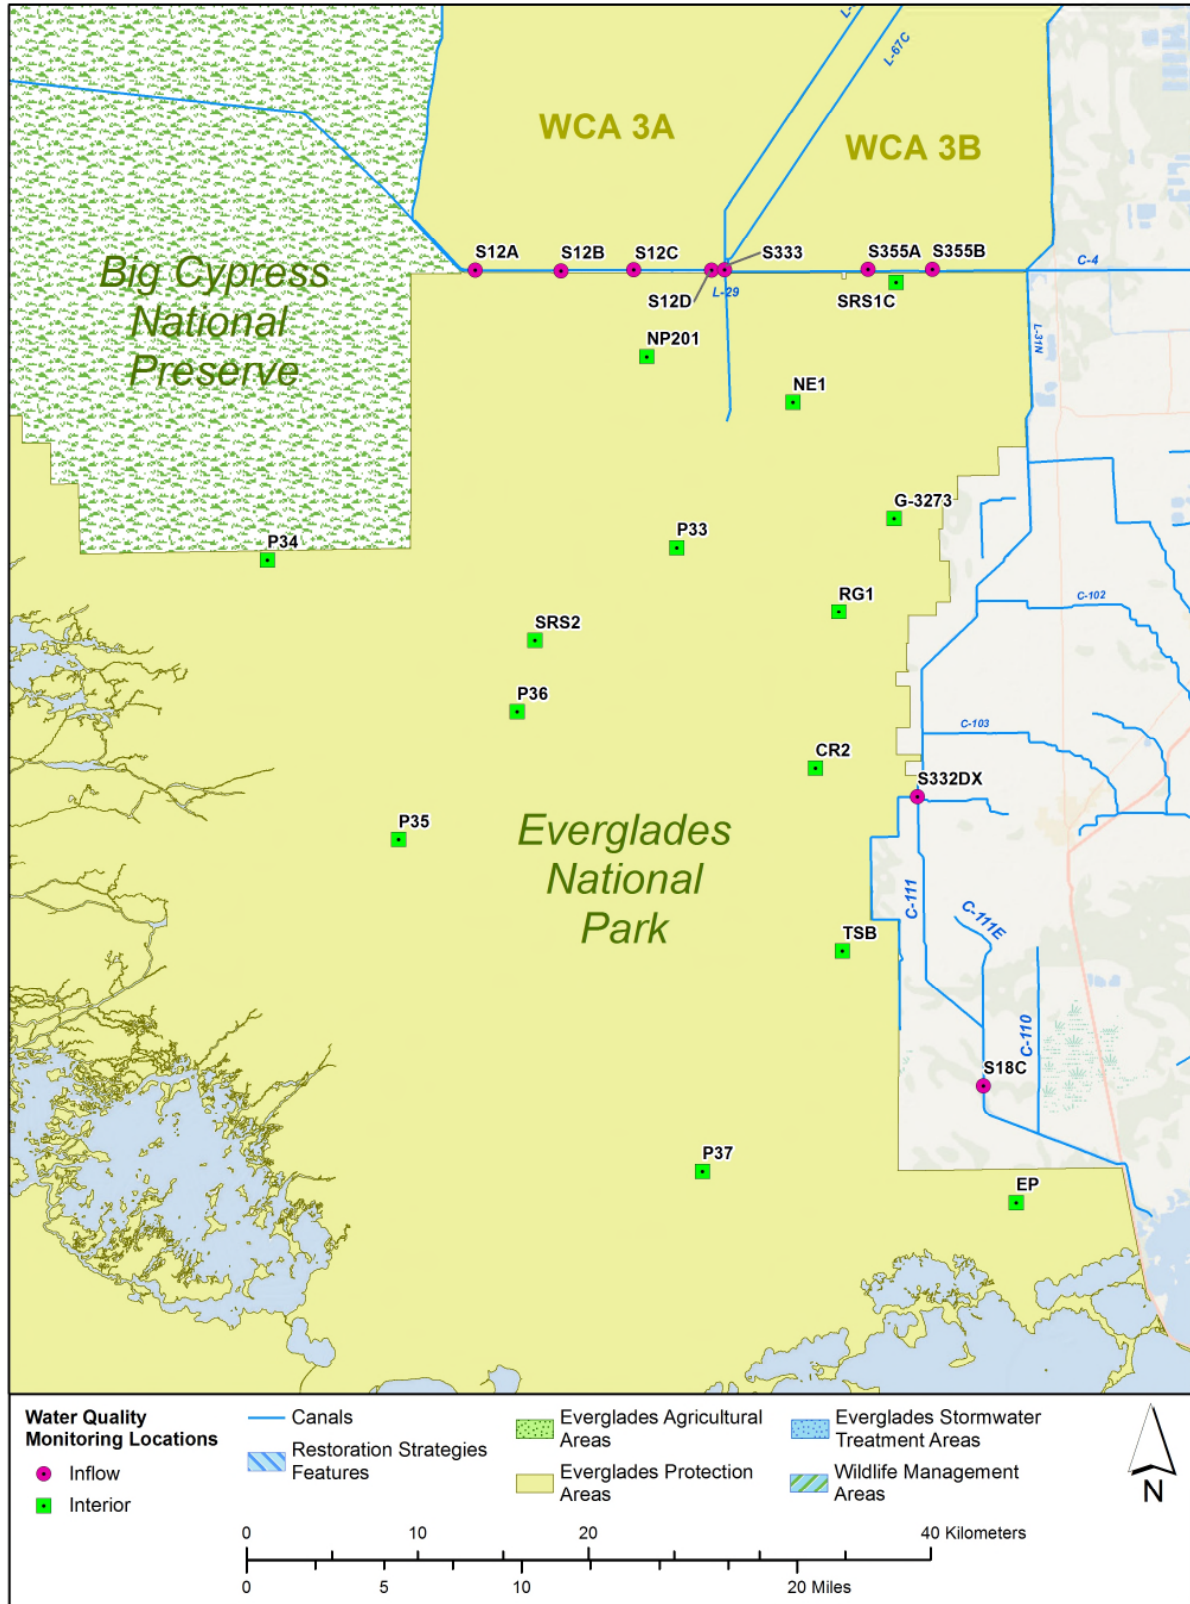 L-
L-67C
WCA 3A
WCA 3B
S12A
S12B
S12C
S333
S355A
S355B
C-4
S12D
L-29
SRS1C
Big Cypress
National
Preserve
L-31N
NP201
NE1
G-3273
P33
P34
C-102
RG1
SRS2
P36
C-103
CR2
S332DX
P35
Everglades
National
Park
C-111
C-111E
TSB
C-110
S18C
P37
EP
Water Quality
Monitoring Locations
Inflow
Interior
Canals
Restoration Strategies
Features
Everglades Agricultural
Areas
Everglades Protection
Areas
Everglades Stormwater
Treatment Areas
Wildlife Management
Areas
N
0 10 20 40 Kilometers
0 5 10 20 Miles